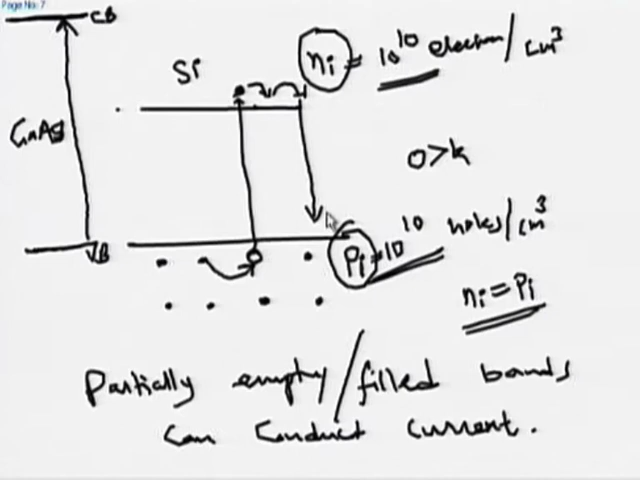 Page No: 7
CB
Si
ni = 10^10 electron/cm^3
GaAs
0>k
VB
Pi = 10^10 holes/cm^3
ni = Pi
Partially empty/filled bands
can conduct current.